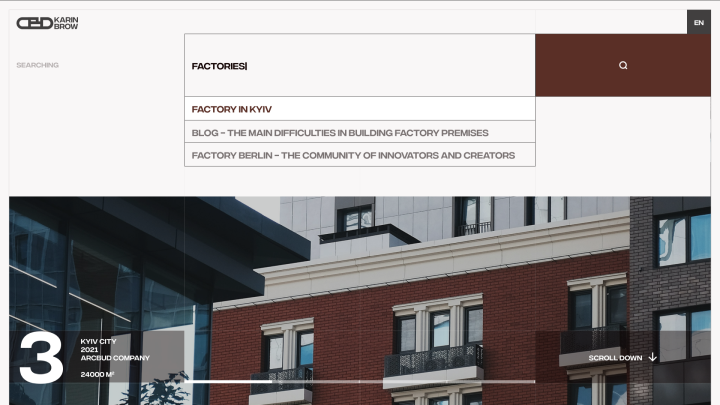 CBD KARIN
BROW
EN
SEARCHING
FACTORIES
FACTORY IN KYIV
BLOG – THE MAIN DIFFICULTIES IN BUILDING FACTORY PREMISES
FACTORY BERLIN – THE COMMUNITY OF INNOVATORS AND CREATORS
3
KYIV CITY
2021
ARCBUD COMPANY
24000 M²
SCROLL DOWN